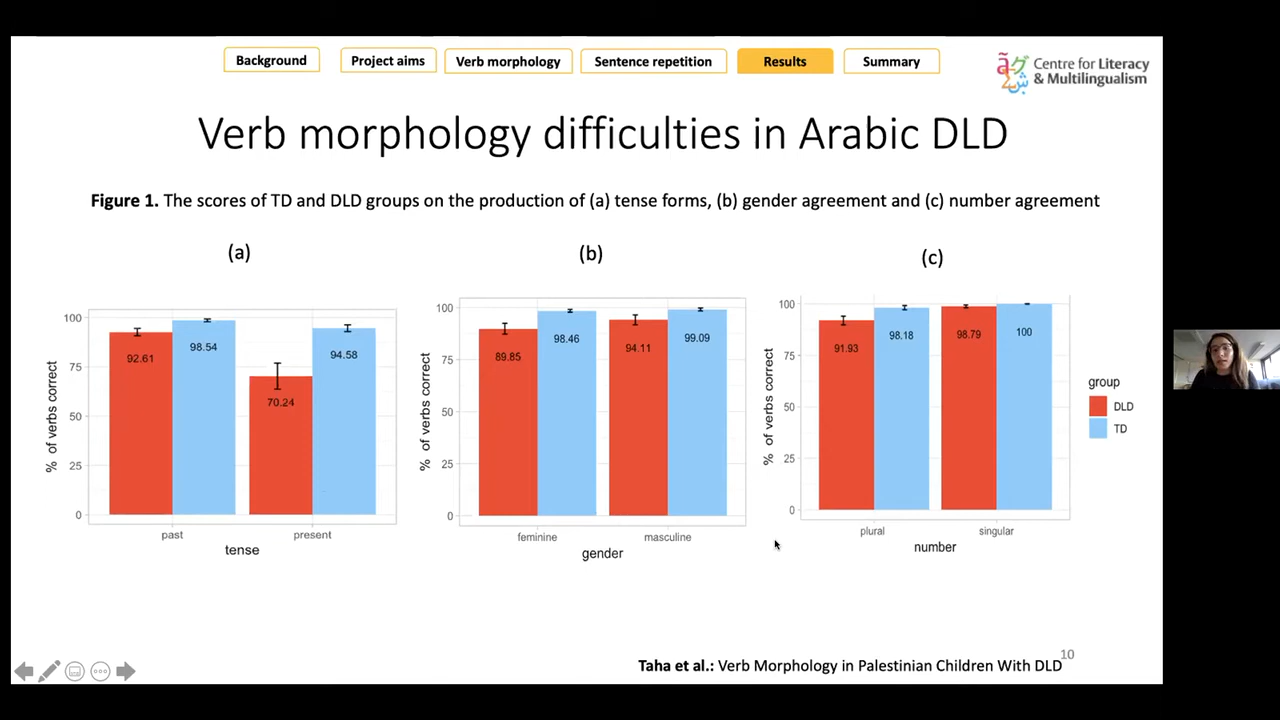 Background
Project aims
Verb morphology
Sentence repetition
Results
Summary
Centre for Literacy
& Multilingualism
Verb morphology difficulties in Arabic DLD
Figure 1. The scores of TD and DLD groups on the production of (a) tense forms, (b) gender agreement and (c) number agreement
(a)
% of verbs correct
100
75
50
25
0
92.61
98.54
70.24
94.58
past
present
tense
(b)
% of verbs correct
100
75
50
25
0
89.85
98.46
94.11
99.09
feminine
masculine
gender
(c)
% of verbs correct
100
75
50
25
0
91.93
98.18
98.79
100
plural
singular
number
group
DLD
TD
Taha et al.: Verb Morphology in Palestinian Children With DLD
10